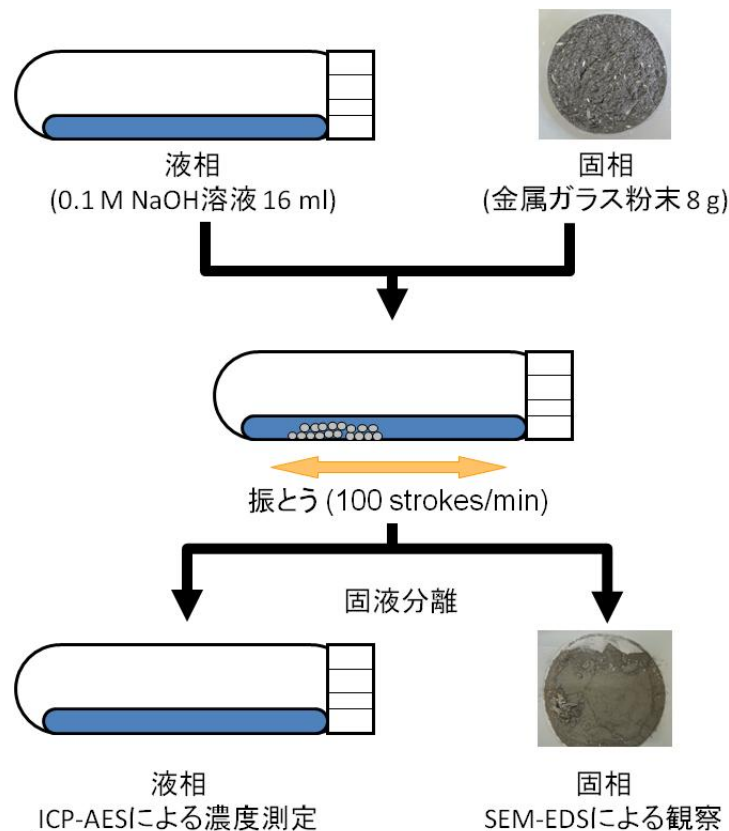 液相
(0.1 M NaOH溶液 16 ml)
固相
(金属ガラス粉末 8 g)
振とう (100 strokes/min)
固液分離
液相
ICP-AESによる濃度測定
固相
SEM-EDSによる観察